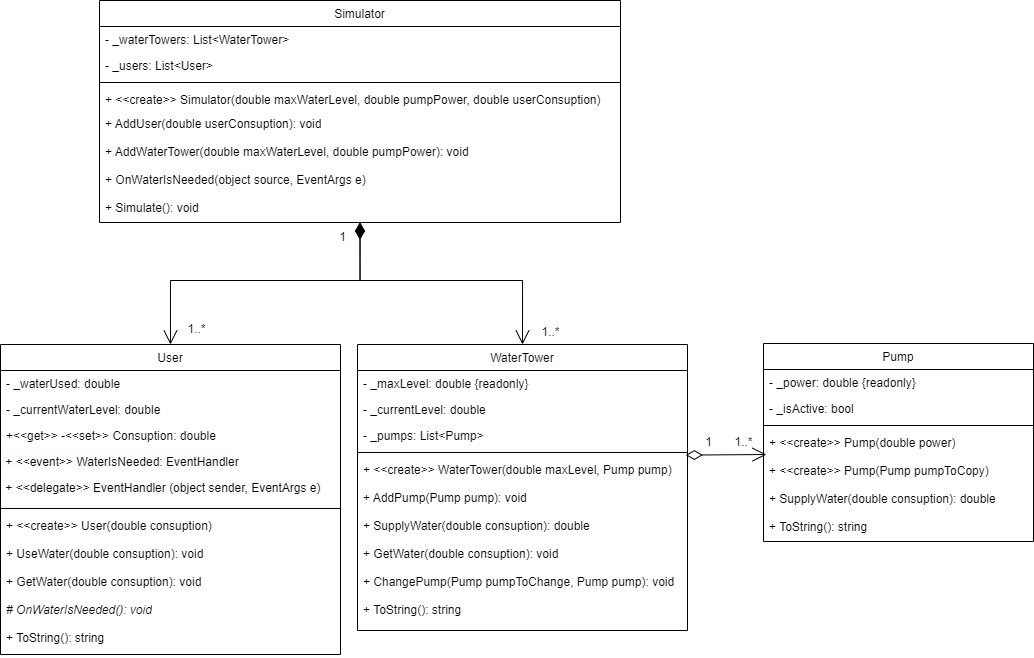 Simulator
- _waterTowers: List<WaterTower>
- _users: List<User>
+ <<create>> Simulator(double maxWaterLevel, double pumpPower, double userConsuption)
+ AddUser(double userConsuption): void
+ AddWaterTower(double maxWaterLevel, double pumpPower): void
+ OnWaterIsNeeded(object source, EventArgs e)
+ Simulate(): void
1
1..*
1..*
User
- _waterUsed: double
- _currentWaterLevel: double
+<<get>> -<<set>> Consuption: double
+ <<event>> WaterIsNeeded: EventHandler
+ <<delegate>> EventHandler (object sender, EventArgs e)
+ <<create>> User(double consuption)
+ UseWater(double consuption): void
+ GetWater(double consuption): void
# OnWaterIsNeeded(): void
+ ToString(): string
WaterTower
- _maxLevel: double {readonly}
- _currentLevel: double
- _pumps: List<Pump>
+ <<create>> WaterTower(double maxLevel, Pump pump)
+ AddPump(Pump pump): void
+ SupplyWater(double consuption): double
+ GetWater(double consuption): void
+ ChangePump(Pump pumpToChange, Pump pump): void
+ ToString(): string
1
1..*
Pump
- _power: double {readonly}
- _isActive: bool
+ <<create>> Pump(double power)
+ <<create>> Pump(Pump pumpToCopy)
+ SupplyWater(double consuption): double
+ ToString(): string